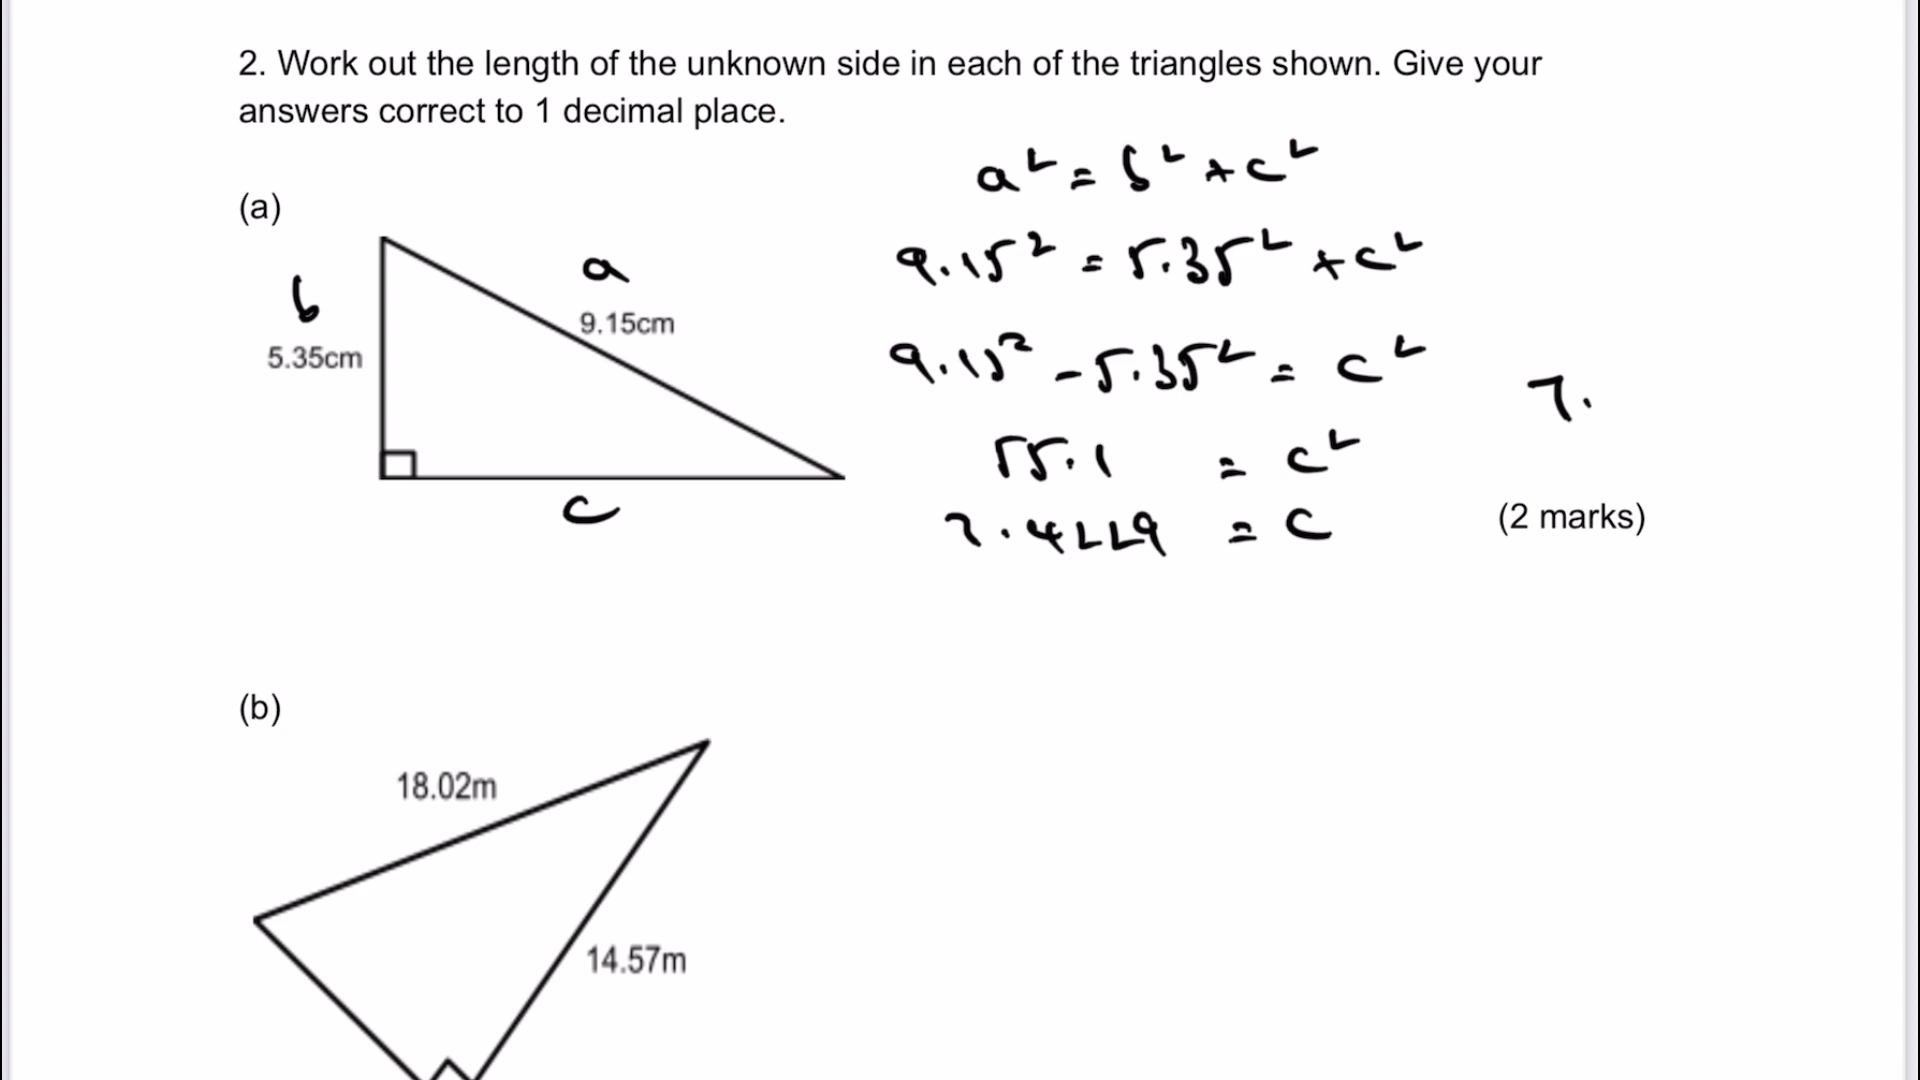 2. Work out the length of the unknown side in each of the triangles shown. Give your
answers correct to 1 decimal place.
a² = b² + c²
(a)
a
9.15² = 5.35² + c²
b
9.15cm
5.35cm
9.15² - 5.35² = c²
7.
55.1 = c²
c
7.4229 = c
(2 marks)
(b)
18.02m
14.57m